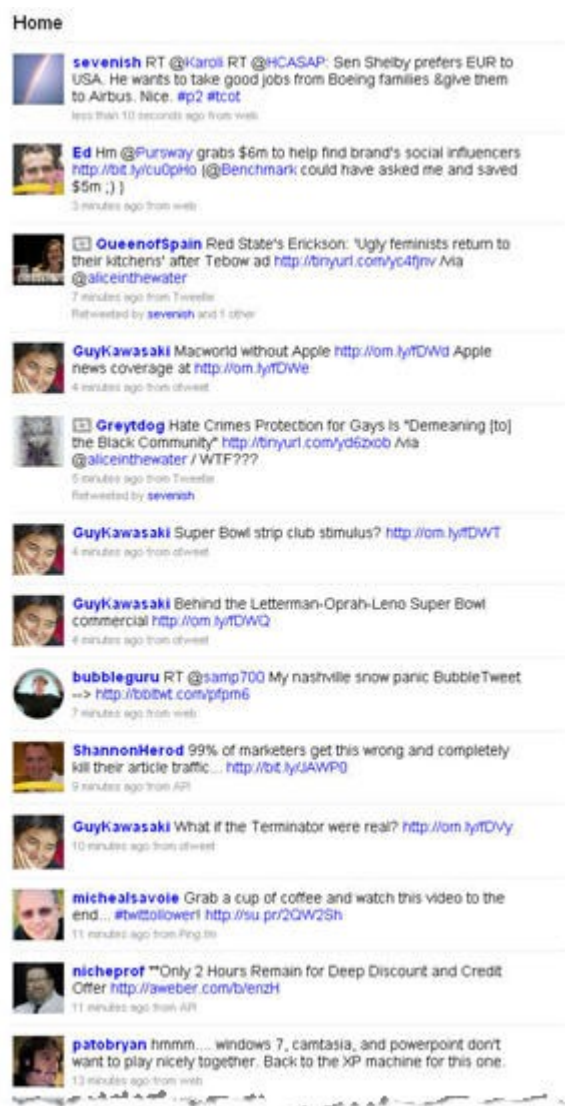 Home
sevenish RT @Karoli RT @HCASAP: Sen Shelby prefers EUR to
USA. He wants to take good jobs from Boeing families &give them
to Airbus. Nice. #p2 #tcot
less than 10 seconds ago from web
Ed Hm @Pursway grabs $6m to help find brand's social influencers
http://bit.ly/cu0pHo (@Benchmark could have asked me and saved
$5m ;) )
3 minutes ago from web
QueenofSpain Red State's Erickson: 'Ugly feminists return to
their kitchens' after Tebow ad http://tinyurl.com/yc4fjnv /via
@aliceinthewater
7 minutes ago from Tweetie
Retweeted by sevenish and 1 other
GuyKawasaki Macworld without Apple http://om.ly/fDWd Apple
news coverage at http://om.ly/fDWe
4 minutes ago from otweet
Greytdog Hate Crimes Protection for Gays Is "Demeaning [to]
the Black Community" http://tinyurl.com/yd6zxob /via
@aliceinthewater / WTF???
5 minutes ago from Tweetie
Retweeted by sevenish
GuyKawasaki Super Bowl strip club stimulus? http://om.ly/fDWT
4 minutes ago from otweet
GuyKawasaki Behind the Letterman-Oprah-Leno Super Bowl
commercial http://om.ly/fDWQ
4 minutes ago from otweet
bubbleguru RT @samp700 My nashville snow panic BubbleTweet
--> http://bbltwt.com/pfpm6
7 minutes ago from web
ShannonHerod 99% of marketers get this wrong and completely
kill their article traffic... http://bit.ly/JAWP0
9 minutes ago from API
GuyKawasaki What if the Terminator were real? http://om.ly/fDVy
10 minutes ago from otweet
michealsavoie Grab a cup of coffee and watch this video to the
end... #twittollower! http://su.pr/2QW2Sh
11 minutes ago from Ping.fm
nicheprof **Only 2 Hours Remain for Deep Discount and Credit
Offer http://aweber.com/b/enzH
11 minutes ago from API
patobryan hmmm.... windows 7, camtasia, and powerpoint don't
want to play nicely together. Back to the XP machine for this one.
13 minutes ago from web